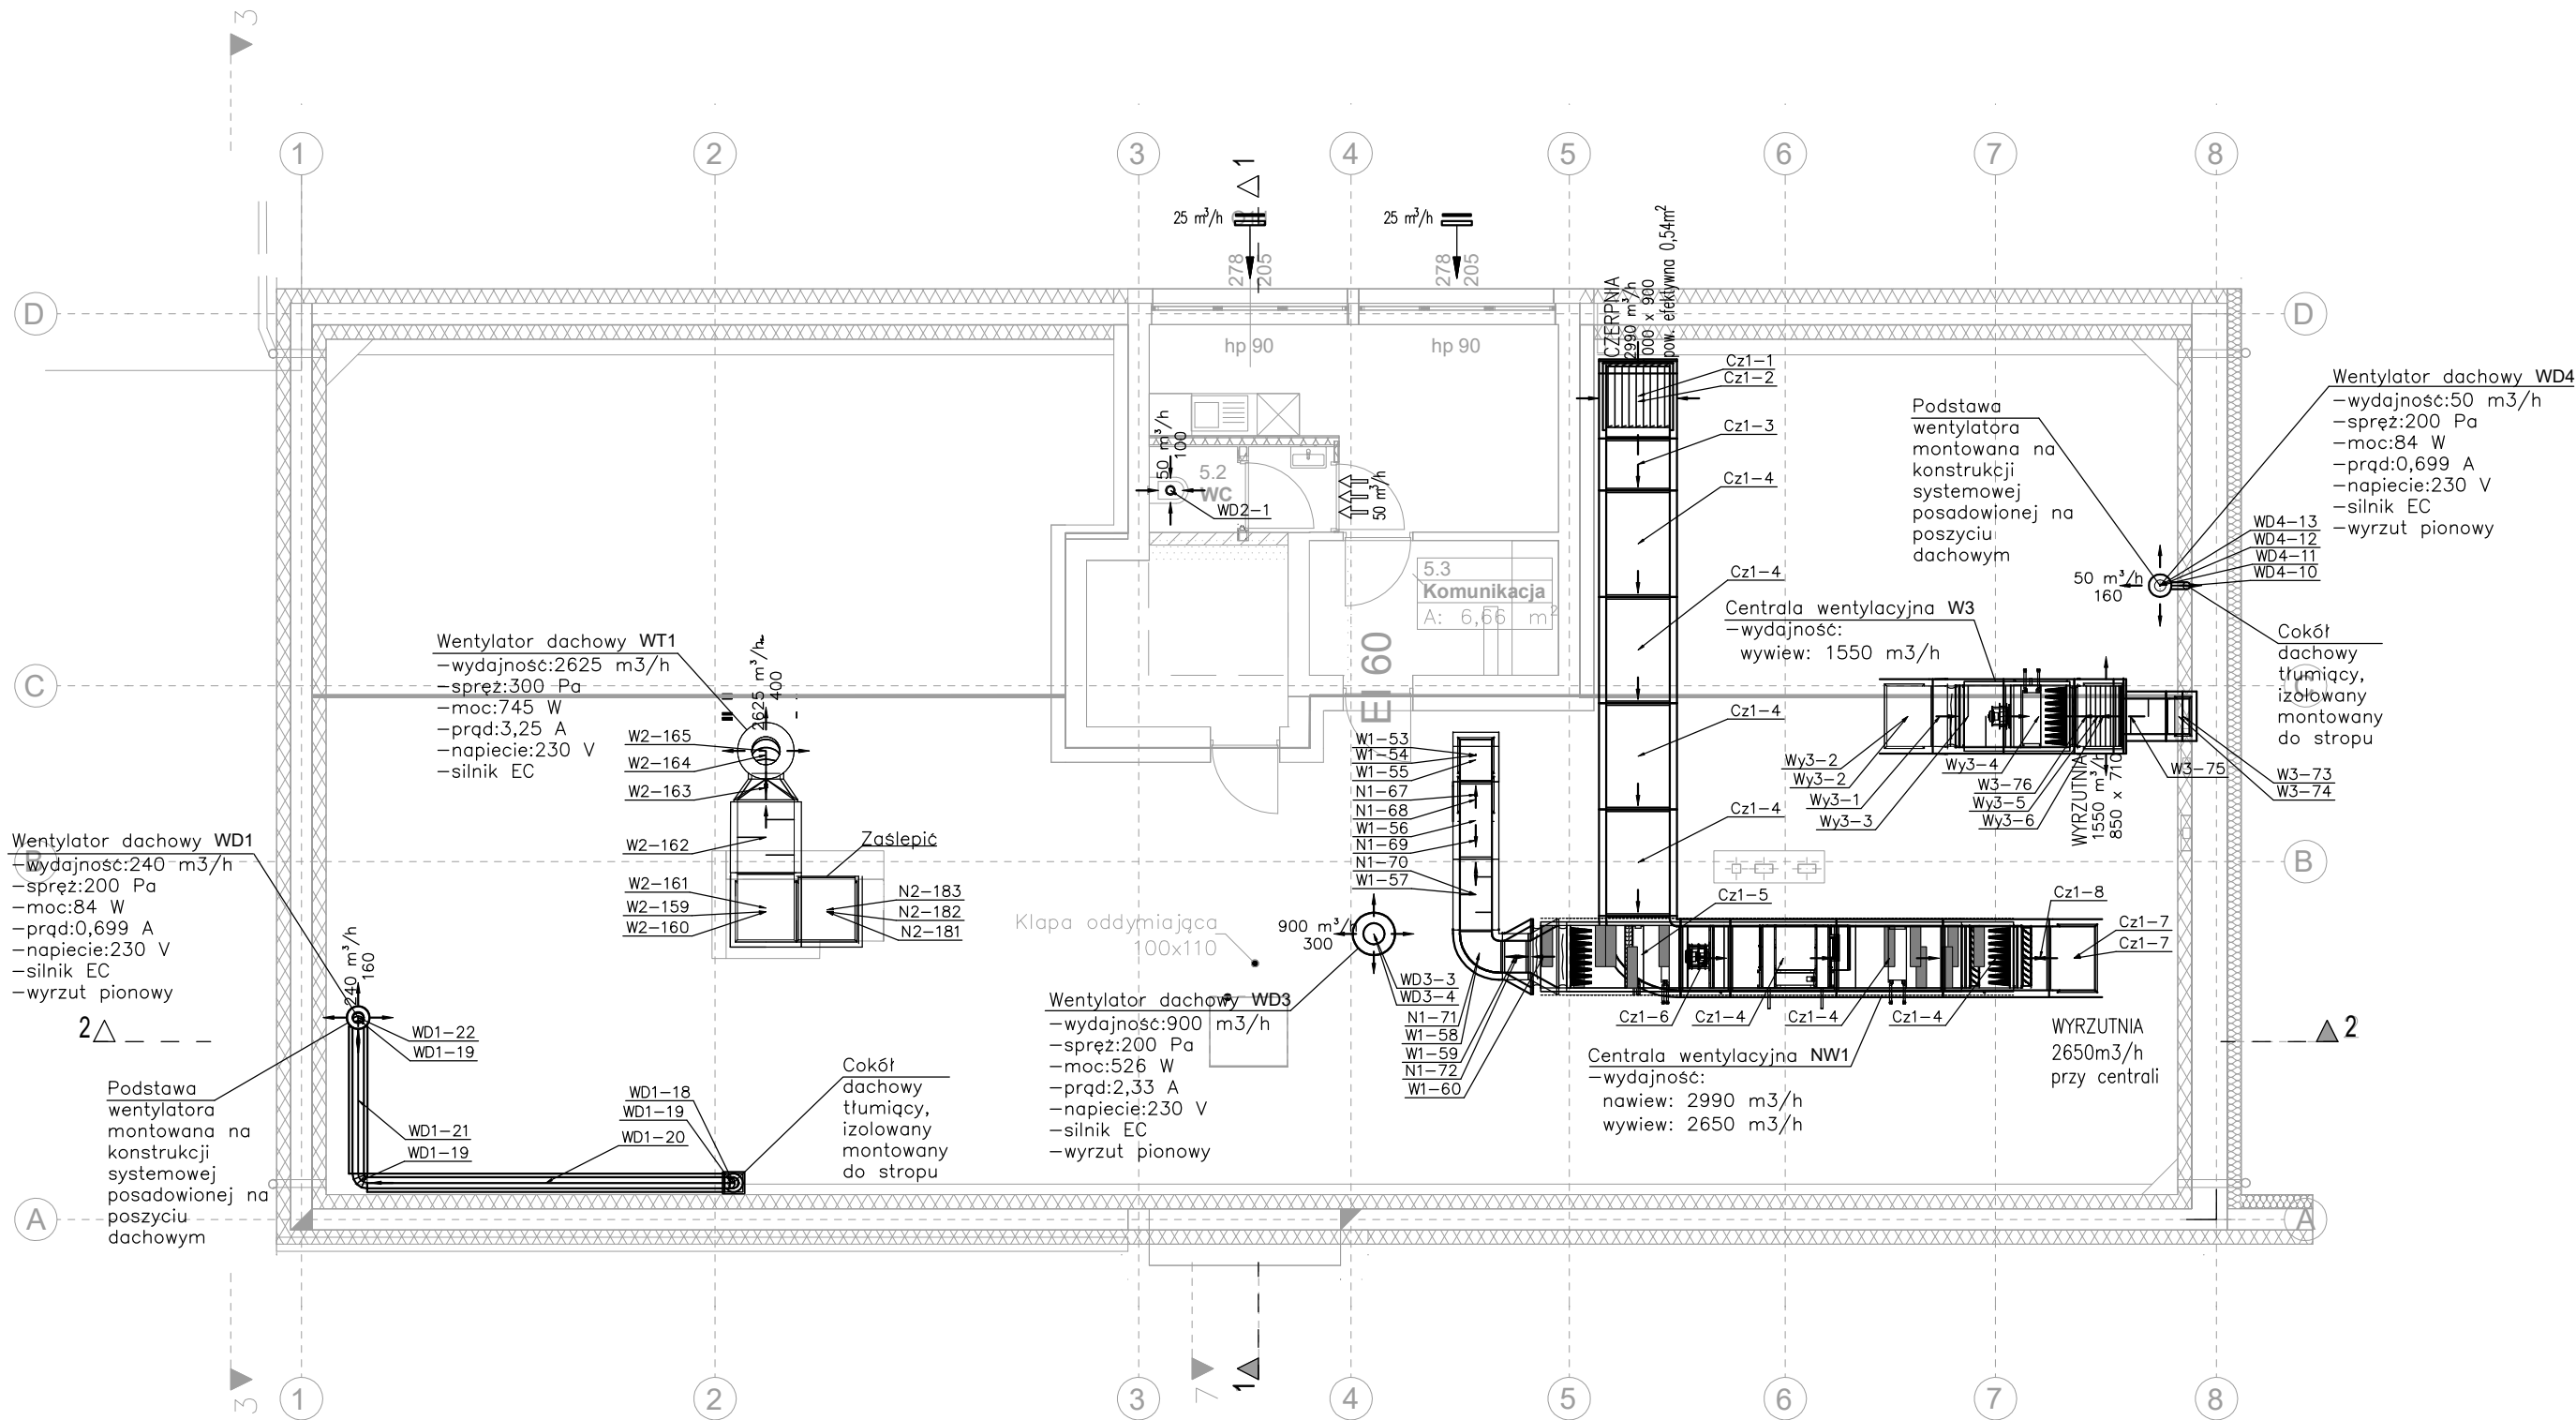 3
1
2
3
4
5
6
7
8
1
25 m³/h
25 m³/h
278
205
278
205
D
D
hp 90
hp 90
CZERPNIA
2990 m³/h
000 x 900
pow. efektywna 0,54m²
Cz1-1
Cz1-2
Cz1-3
Cz1-4
Cz1-4
Cz1-4
Cz1-4
50 m³/h
100
5.2
WC
WD2-1
50 m³/h
5.3
Komunikacja
A: 6,66 m²
EI 60
Podstawa
wentylatora
montowana na
konstrukcji
systemowej
posadowionej na
poszyciu
dachowym
Wentylator dachowy WD4
-wydajność:50 m3/h
-spręż:200 Pa
-moc:84 W
-prąd:0,699 A
-napiecie:230 V
-silnik EC
-wyrzut pionowy
WD4-13
WD4-12
WD4-11
WD4-10
50 m³/h
160
Cokół
dachowy
tłumiący,
izolowany
montowany
do stropu
Centrala wentylacyjna W3
-wydajność:
wywiew: 1550 m3/h
C
C
Wentylator dachowy WT1
-wydajność:2625 m3/h
-spręż:300 Pa
-moc:745 W
-prąd:3,25 A
-napiecie:230 V
-silnik EC
2625 m³/h
400
W2-165
W2-164
W2-163
W2-162
W2-161
W2-159
W2-160
Zaślepić
N2-183
N2-182
N2-181
W1-53
W1-54
W1-55
N1-67
N1-68
W1-56
N1-69
N1-70
W1-57
Wy3-2
Wy3-2
Wy3-1
Wy3-3
Wy3-4
W3-76
Wy3-5
Wy3-6
WYRZUTNIA
1550 m³/h
850 x 710
W3-75
W3-73
W3-74
B
B
Wentylator dachowy WD1
-wydajność:240 m3/h
-spręż:200 Pa
-moc:84 W
-prąd:0,699 A
-napiecie:230 V
-silnik EC
-wyrzut pionowy
240 m³/h
160
2
WD1-22
WD1-19
Podstawa
wentylatora
montowana na
konstrukcji
systemowej
posadowionej na
poszyciu
dachowym
WD1-21
WD1-19
WD1-18
WD1-19
WD1-20
Cokół
dachowy
tłumiący,
izolowany
montowany
do stropu
Klapa oddymiająca
100x110
900 m³/h
300
WD3-3
WD3-4
Wentylator dachowy WD3
-wydajność:900 m3/h
-spręż:200 Pa
-moc:526 W
-prąd:2,33 A
-napiecie:230 V
-silnik EC
-wyrzut pionowy
N1-71
W1-58
W1-59
N1-72
W1-60
Cz1-5
Cz1-8
Cz1-7
Cz1-7
Cz1-6
Cz1-4
Cz1-4
Cz1-4
Centrala wentylacyjna NW1
-wydajność:
nawiew: 2990 m3/h
wywiew: 2650 m3/h
WYRZUTNIA
2650m3/h
przy centrali
2
A
A
3
7
1
1
2
3
4
5
6
7
8